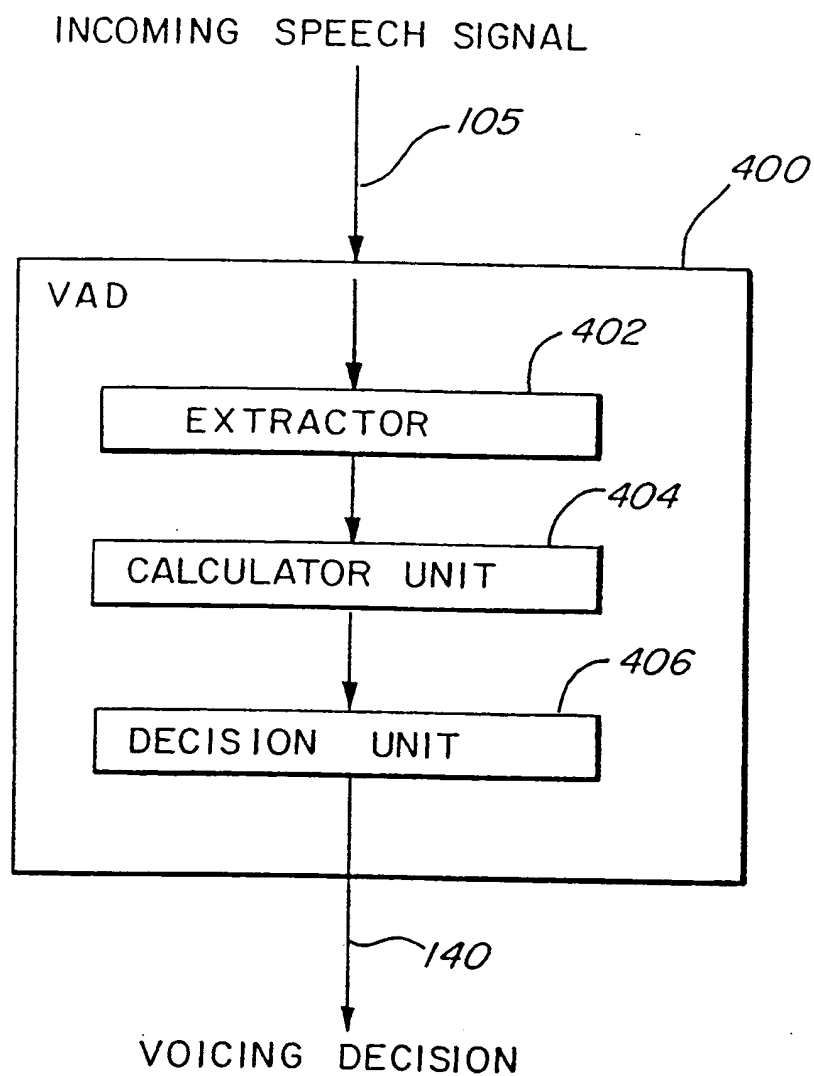 INCOMING SPEECH SIGNAL
105
400
VAD
402
EXTRACTOR
404
CALCULATOR UNIT
406
DECISION UNIT
140
VOICING DECISION